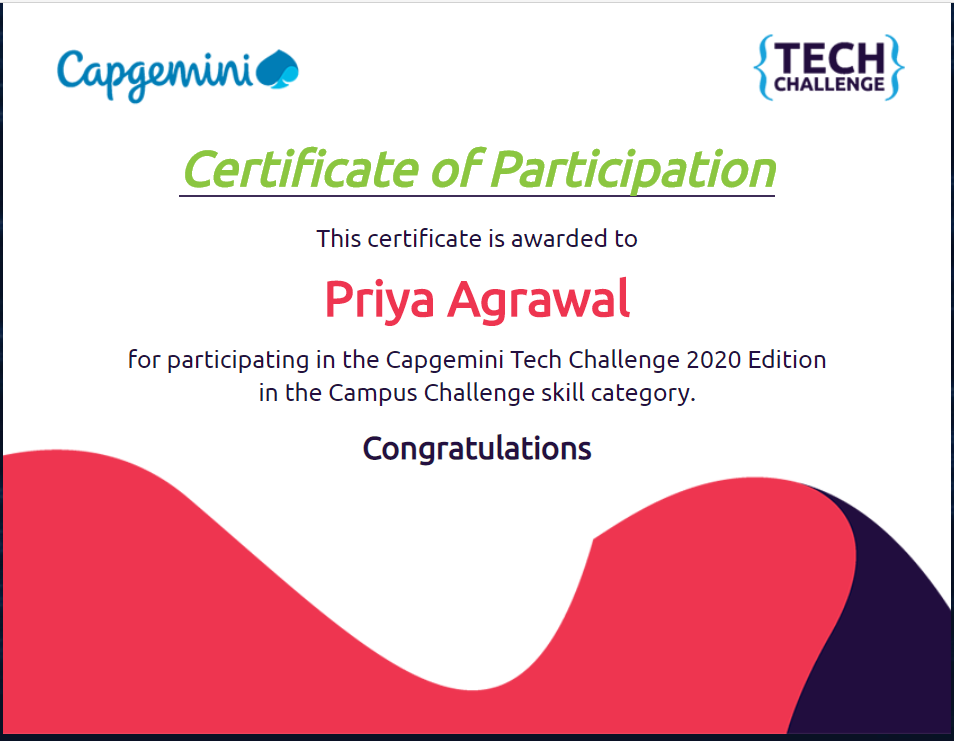 Capgemini
{TECH
CHALLENGE}
Certificate of Participation
This certificate is awarded to
Priya Agrawal
for participating in the Capgemini Tech Challenge 2020 Edition
in the Campus Challenge skill category.
Congratulations